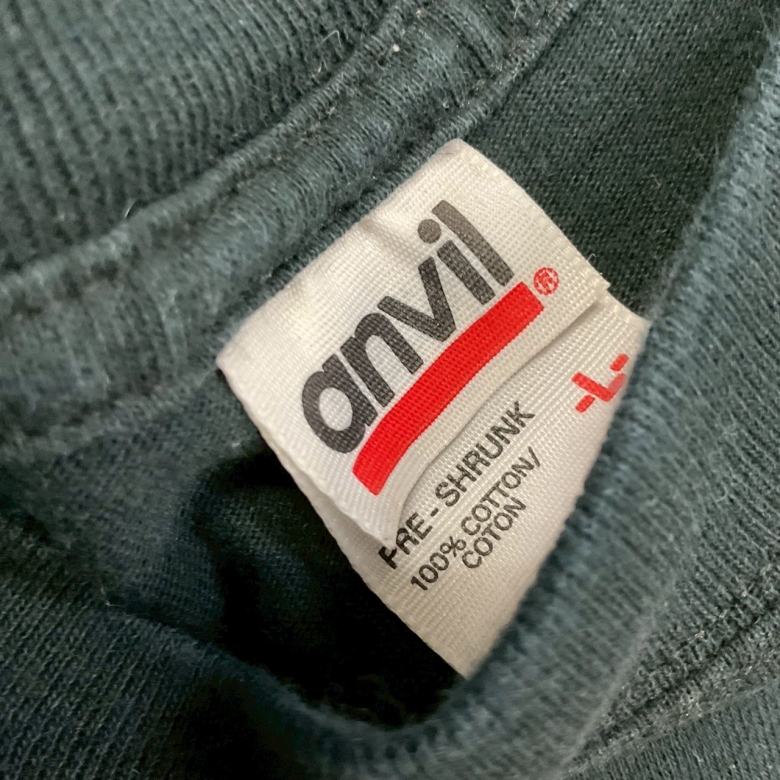 anvil®
-L-
PRE-SHRUNK
100% COTTON/
COTON